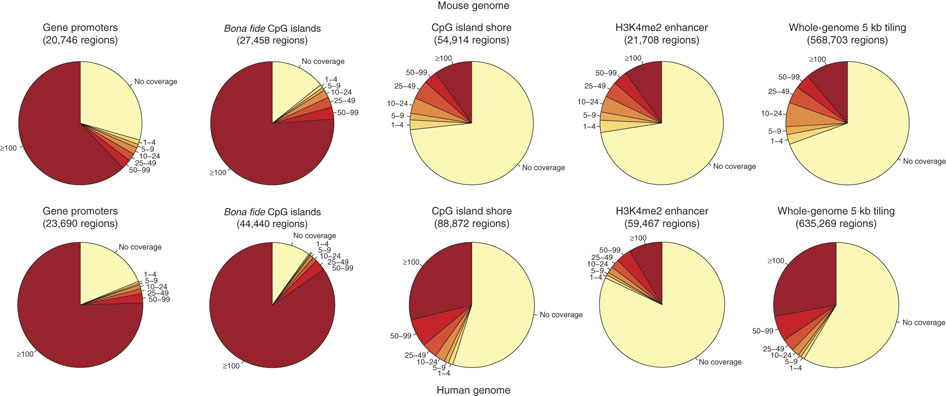 Mouse genome
Gene promoters
(20,746 regions)
No coverage
1–4
5–9
10–24
25–49
50–99
≥100
Bona fide CpG islands
(27,458 regions)
No coverage
1–4
5–9
10–24
25–49
50–99
≥100
CpG island shore
(54,914 regions)
≥100
50–99
25–49
10–24
5–9
1–4
No coverage
H3K4me2 enhancer
(21,708 regions)
≥100
50–99
25–49
10–24
5–9
1–4
No coverage
Whole-genome 5 kb tiling
(568,703 regions)
≥100
50–99
25–49
10–24
5–9
1–4
No coverage
Gene promoters
(23,690 regions)
No coverage
1–4
5–9
10–24
25–49
50–99
≥100
Bona fide CpG islands
(44,440 regions)
No coverage
1–4
5–9
10–24
25–49
50–99
≥100
CpG island shore
(88,872 regions)
≥100
50–99
25–49
10–24
5–9
1–4
No coverage
H3K4me2 enhancer
(59,467 regions)
≥100
50–99
25–49
10–24
5–9
1–4
No coverage
Whole-genome 5 kb tiling
(635,269 regions)
≥100
50–99
25–49
10–24
5–9
1–4
No coverage
Human genome